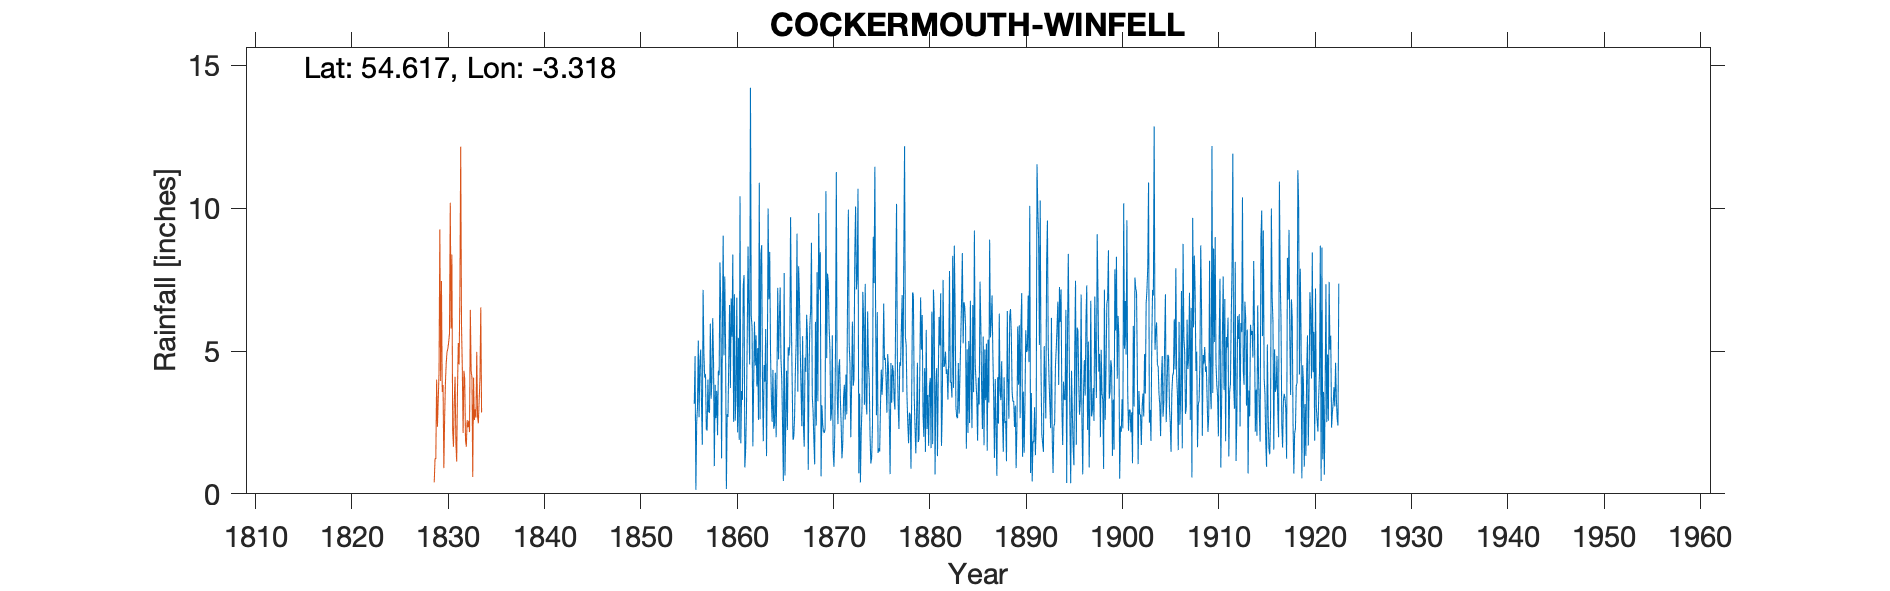 COCKERMOUTH-WINFELL
Lat: 54.617, Lon: -3.318
15
10
5
0
Rainfall [inches]
1810 1820 1830 1840 1850 1860 1870 1880 1890 1900 1910 1920 1930 1940 1950 1960
Year